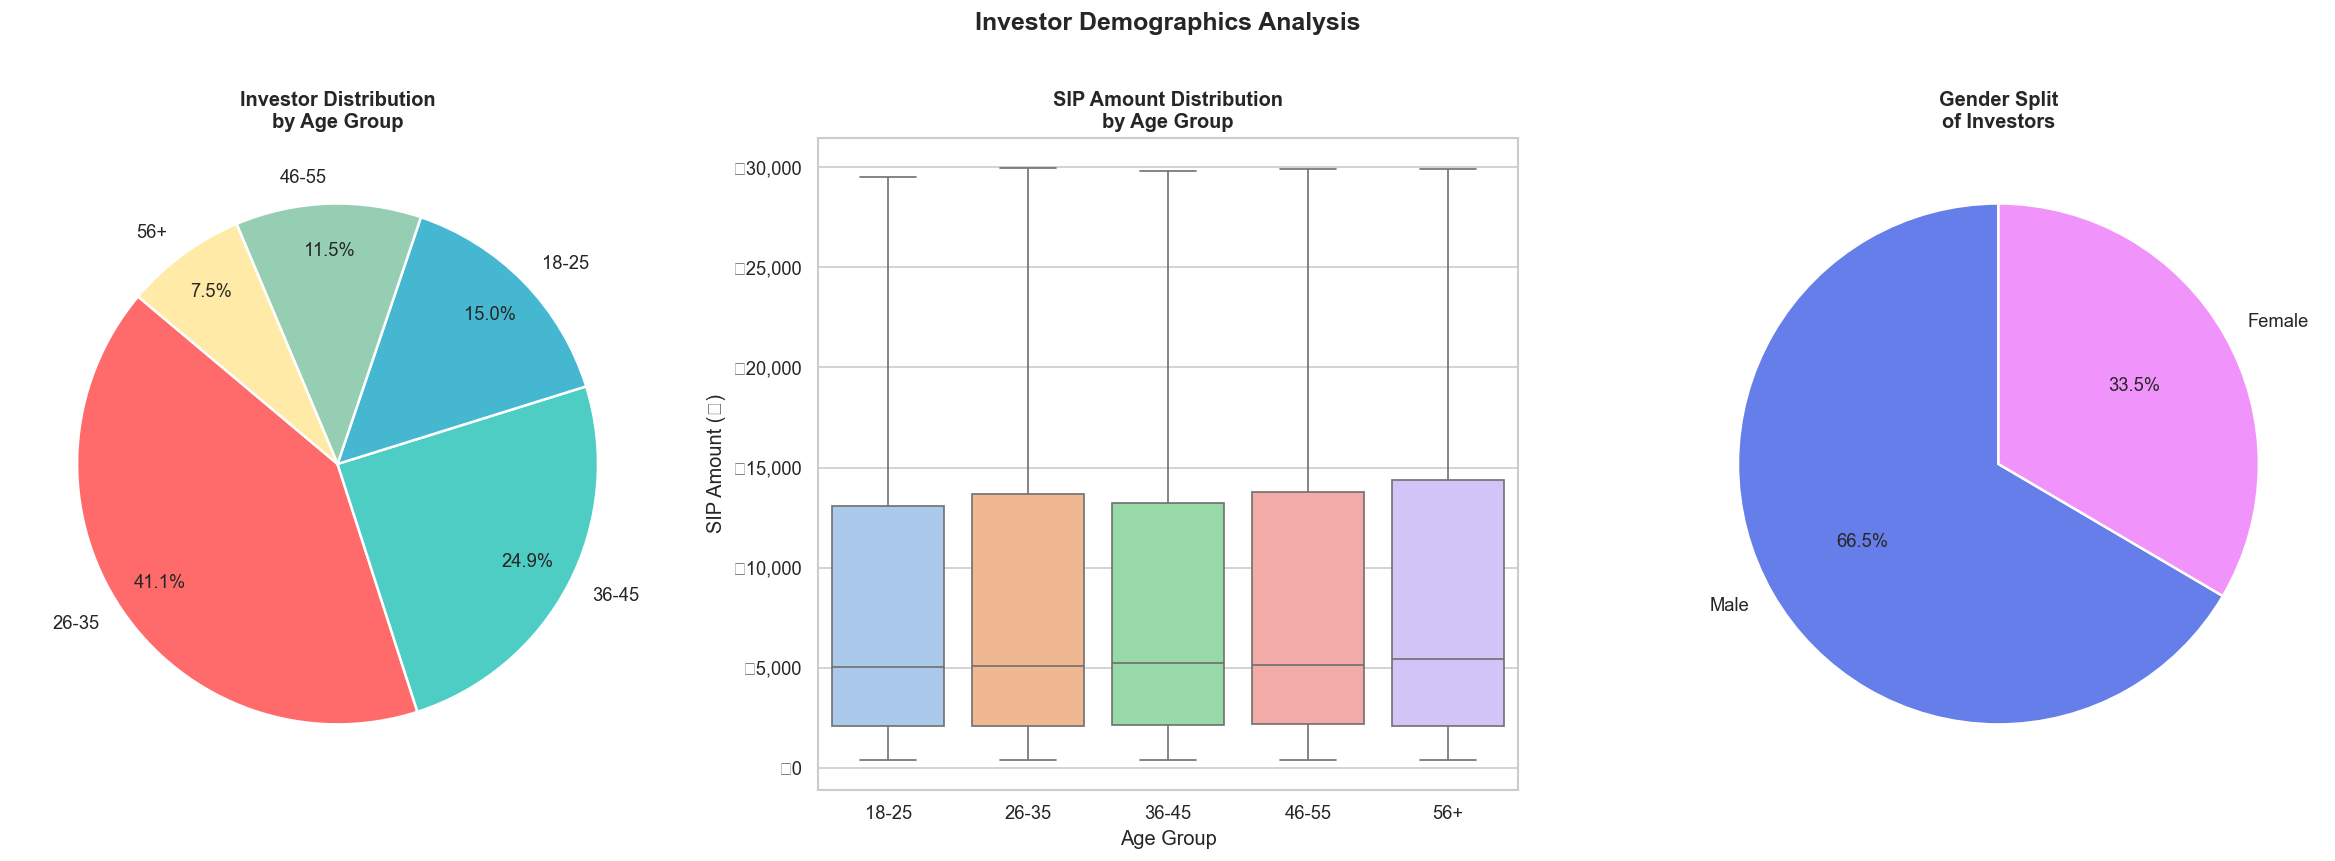 Investor Demographics Analysis
Investor Distribution
by Age Group
46-55
56+
11.5%
18-25
7.5%
15.0%
24.9%
41.1%
36-45
26-35
SIP Amount Distribution
by Age Group
□30,000
□25,000
□20,000
□15,000
□10,000
□5,000
□0
SIP Amount (□)
18-25
26-35
36-45
46-55
56+
Age Group
Gender Split
of Investors
Female
33.5%
66.5%
Male